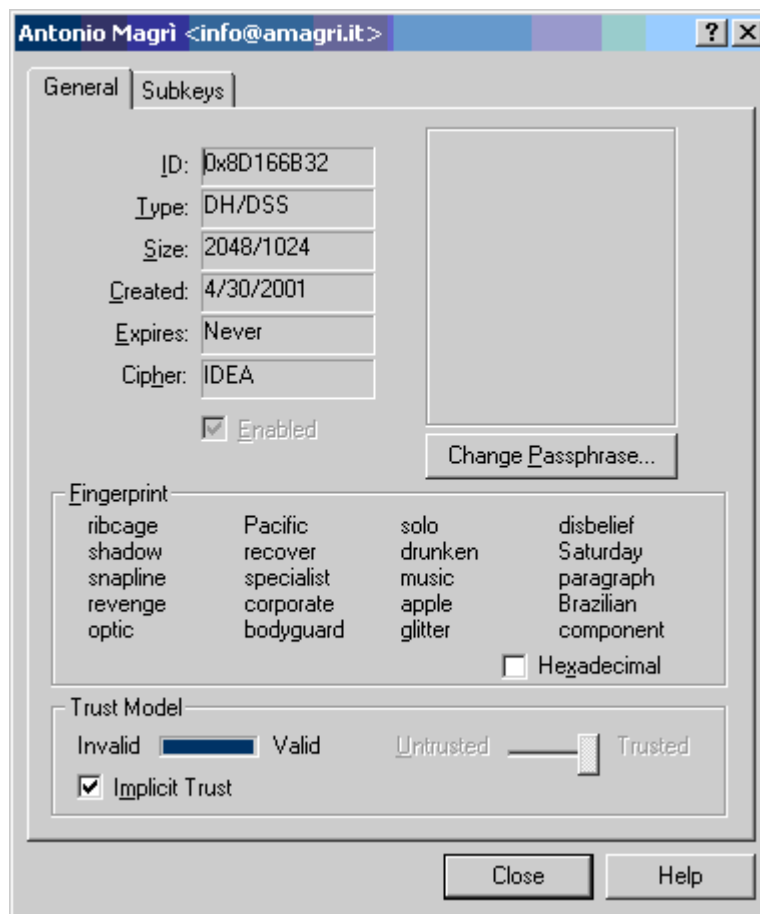 Antonio Magrì <info@amagri.it>
General Subkeys
ID: 0x8D166B32
Type: DH/DSS
Size: 2048/1024
Created: 4/30/2001
Expires: Never
Cipher: IDEA
Enabled
Change Passphrase...
Fingerprint
ribcage Pacific solo disbelief
shadow recover drunken Saturday
snapline specialist music paragraph
revenge corporate apple Brazilian
optic bodyguard glitter component
Hexadecimal
Trust Model
Invalid Valid Untrusted Trusted
Implicit Trust
Close Help